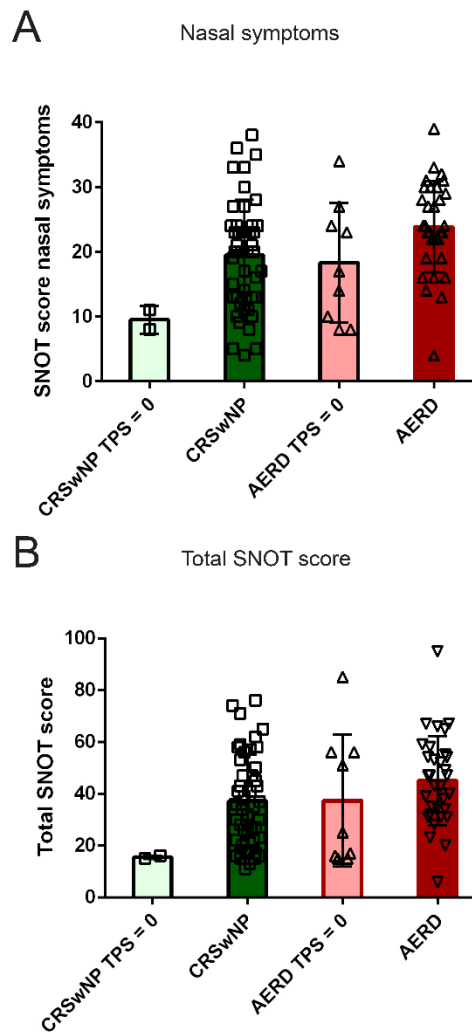 A
Nasal symptoms
SNOT score nasal symptoms
40
30
20
10
0
CRSwNP TPS = 0
CRSwNP
AERD TPS = 0
AERD
B
Total SNOT score
Total SNOT score
100
80
60
40
20
0
CRSwNP TPS = 0
CRSwNP
AERD TPS = 0
AERD